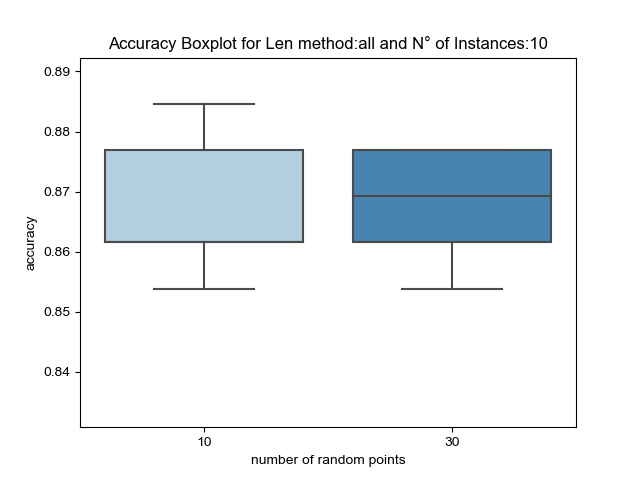 Accuracy Boxplot for Len method:all and N° of Instances:10
0.89
0.88
0.87
0.86
0.85
0.84
accuracy
10
30
number of random points